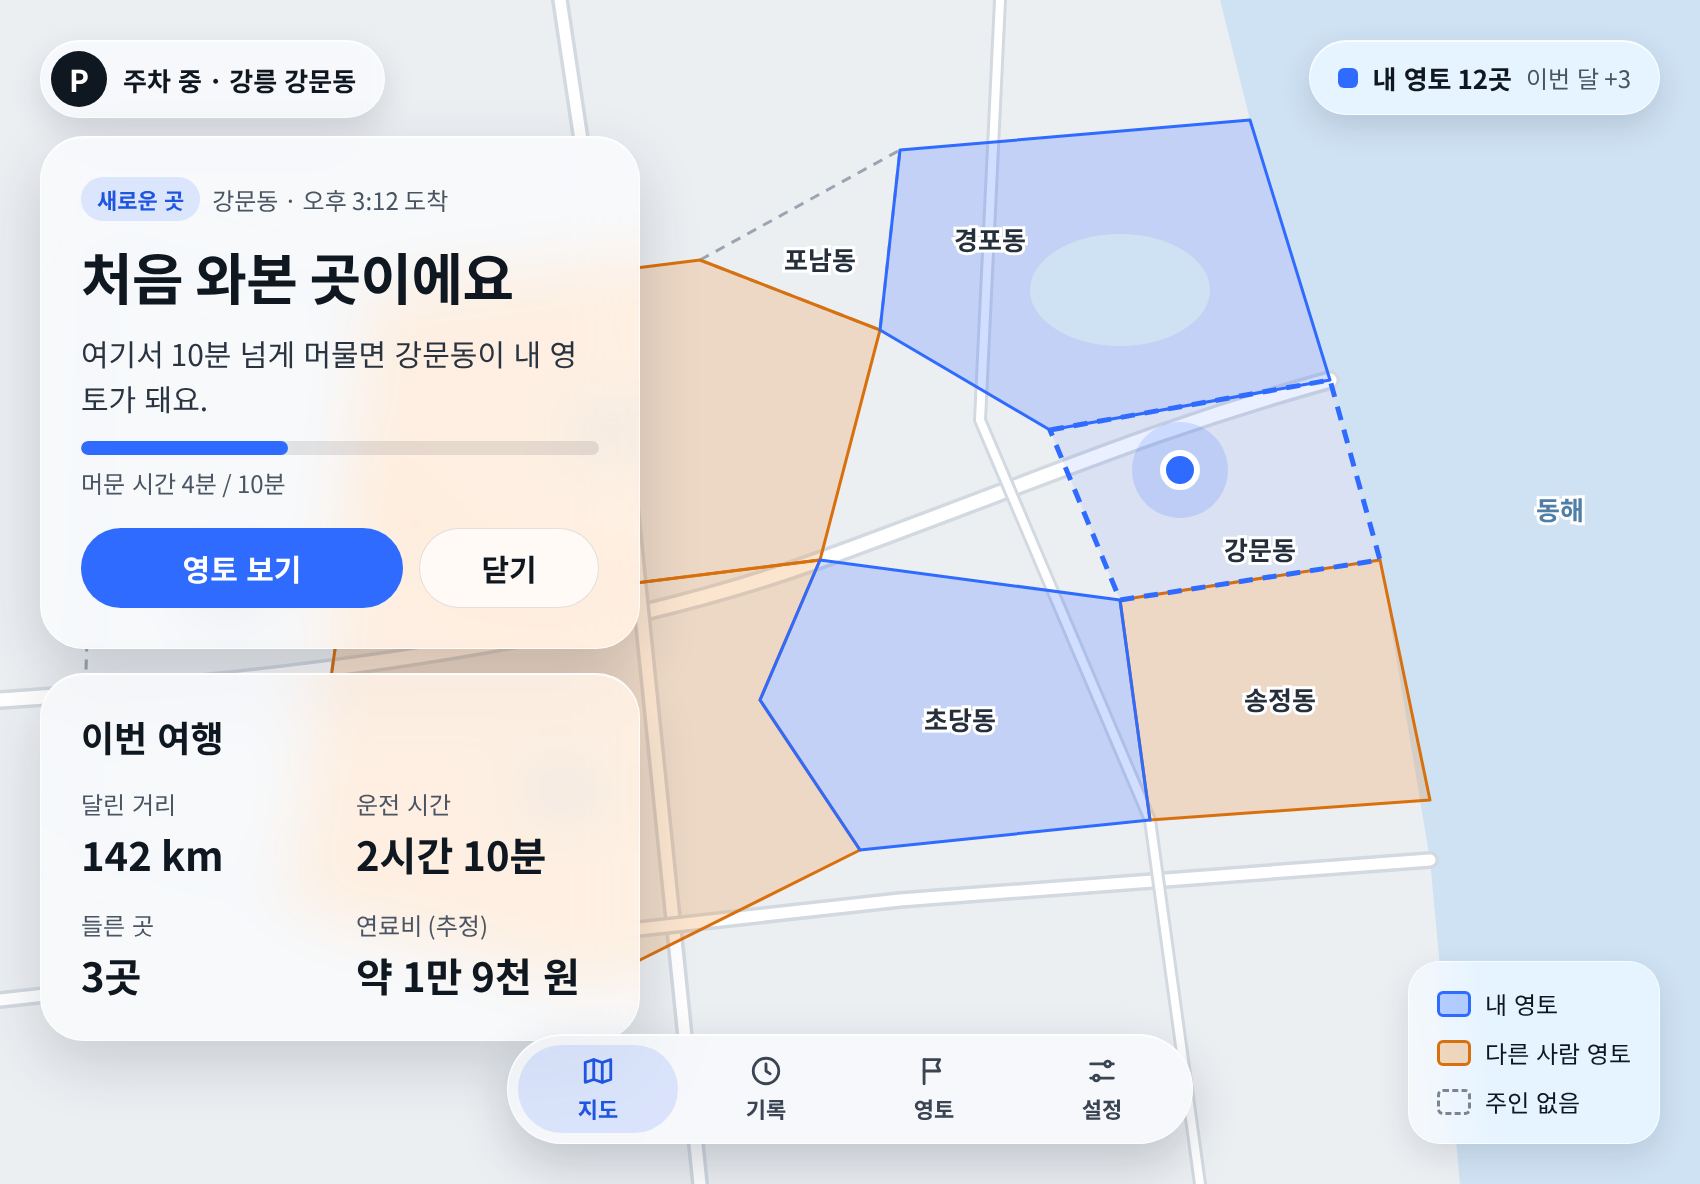 P 주차 중 · 강릉 강문동
내 영토 12곳 이번 달 +3
새로운 곳 강문동 · 오후 3:12 도착
처음 와본 곳이에요
여기서 10분 넘게 머물면 강문동이 내 영
토가 돼요.
머문 시간 4분 / 10분
영토 보기 닫기
이번 여행
달린 거리 운전 시간
142 km 2시간 10분
들른 곳 연료비 (추정)
3곳 약 1만 9천 원
포남동
경포동
강문동
동해
초당동
송정동
지도 기록 영토 설정
내 영토
다른 사람 영토
주인 없음